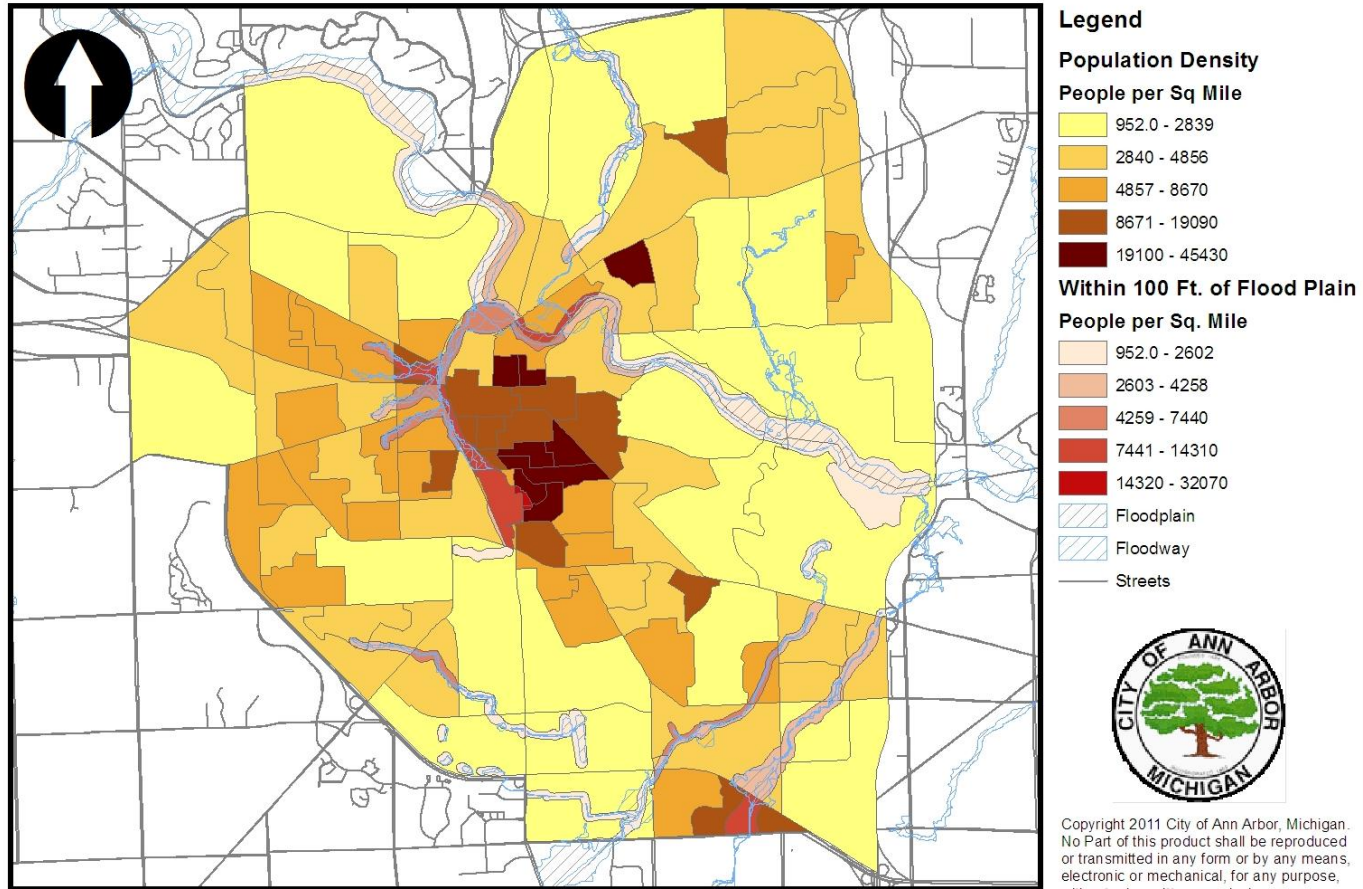 Legend
Population Density
People per Sq Mile
952.0 - 2839
2840 - 4856
4857 - 8670
8671 - 19090
19100 - 45430
Within 100 Ft. of Flood Plain
People per Sq. Mile
952.0 - 2602
2603 - 4258
4259 - 7440
7441 - 14310
14320 - 32070
Floodplain
Floodway
Streets
CITY OF ANN ARBOR
MICHIGAN
Copyright 2011 City of Ann Arbor, Michigan.
No Part of this product shall be reproduced
or transmitted in any form or by any means,
electronic or mechanical, for any purpose,